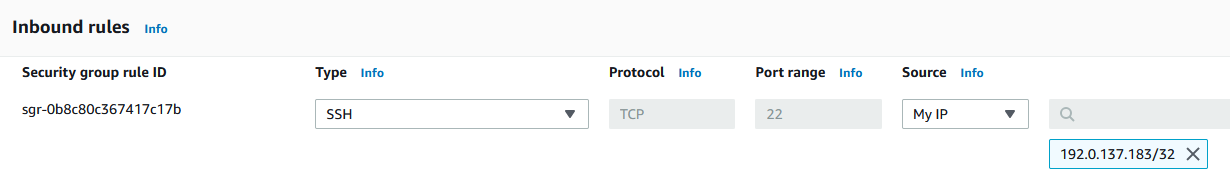 Inbound rules Info
Security group rule ID Type Info Protocol Info Port range Info Source Info
sgr-0b8c80c367417c17b SSH TCP 22 My IP
192.0.137.183/32